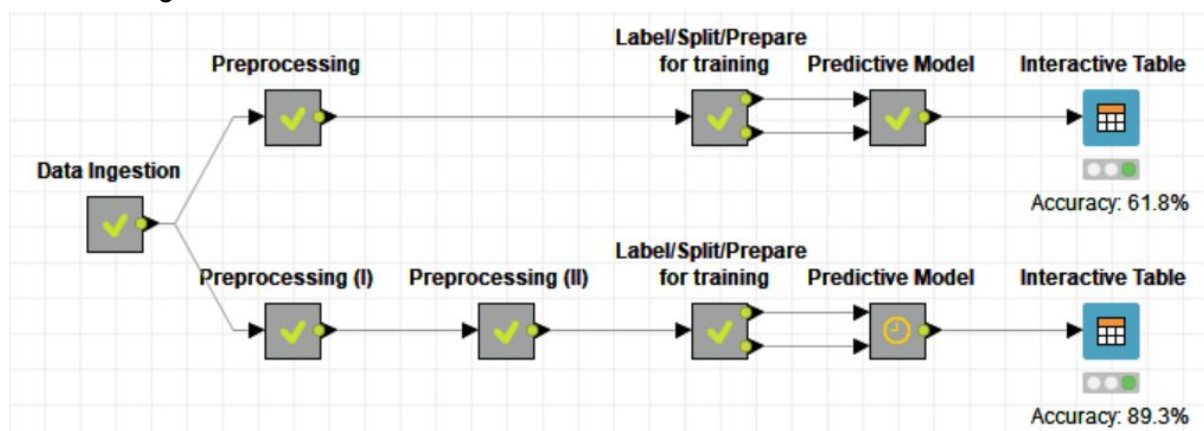 Label/Split/Prepare
Preprocessing for training Predictive Model Interactive Table
Data Ingestion
Accuracy: 61.8%
Label/Split/Prepare
Preprocessing (I) Preprocessing (II) for training Predictive Model Interactive Table
Accuracy: 89.3%